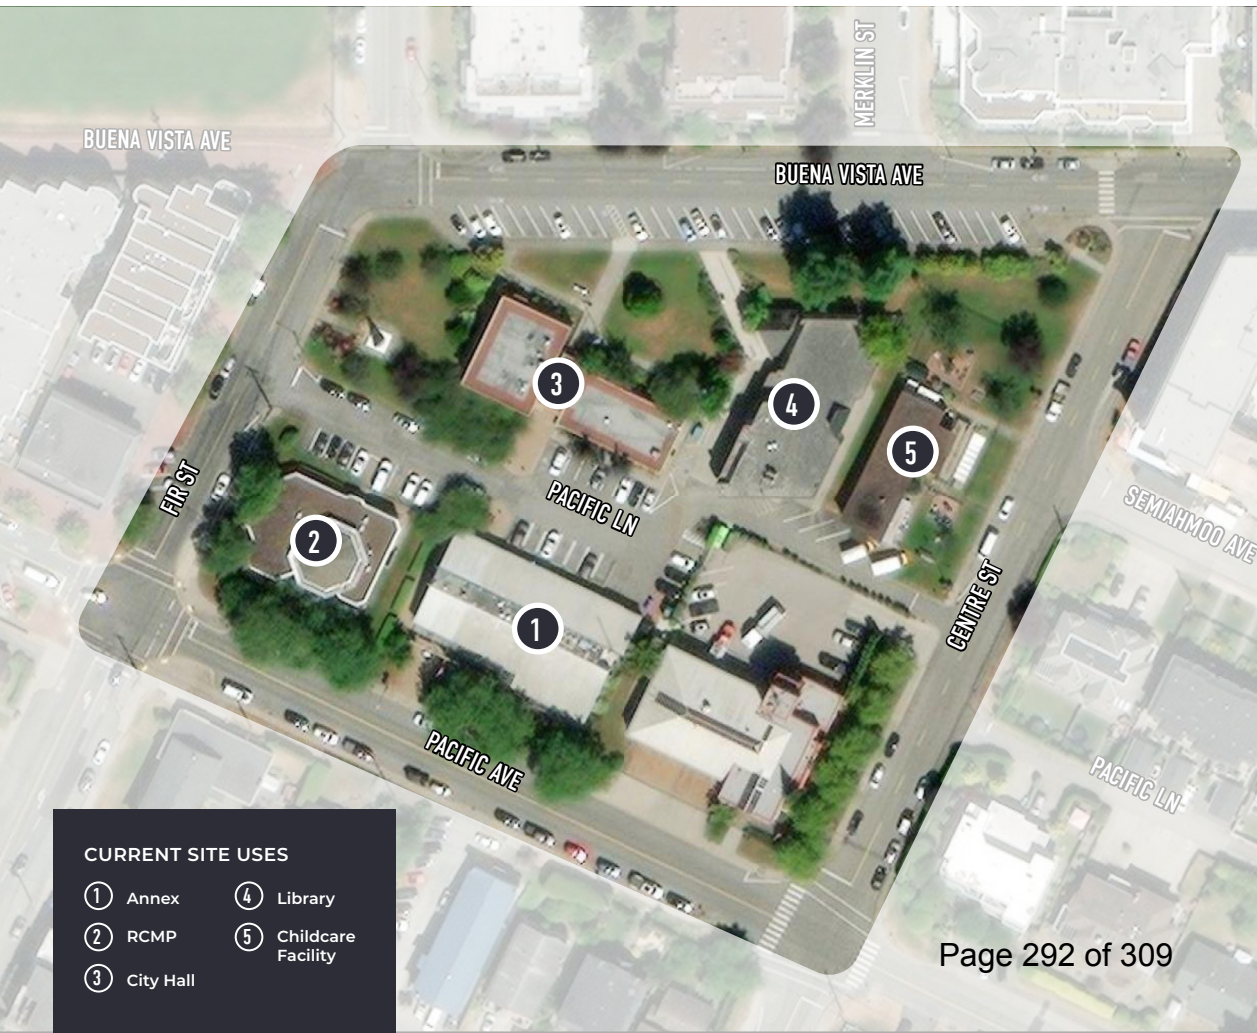 MERKLIN ST
BUENA VISTA AVE
BUENA VISTA AVE
3
4
5
FIR ST
PACIFIC LN
SEMIAHMOO AVE
2
1
CENTRE ST
PACIFIC AVE
PACIFIC LN
CURRENT SITE USES
1 Annex
2 RCMP
3 City Hall
4 Library
5 Childcare
Facility
Page 292 of 309